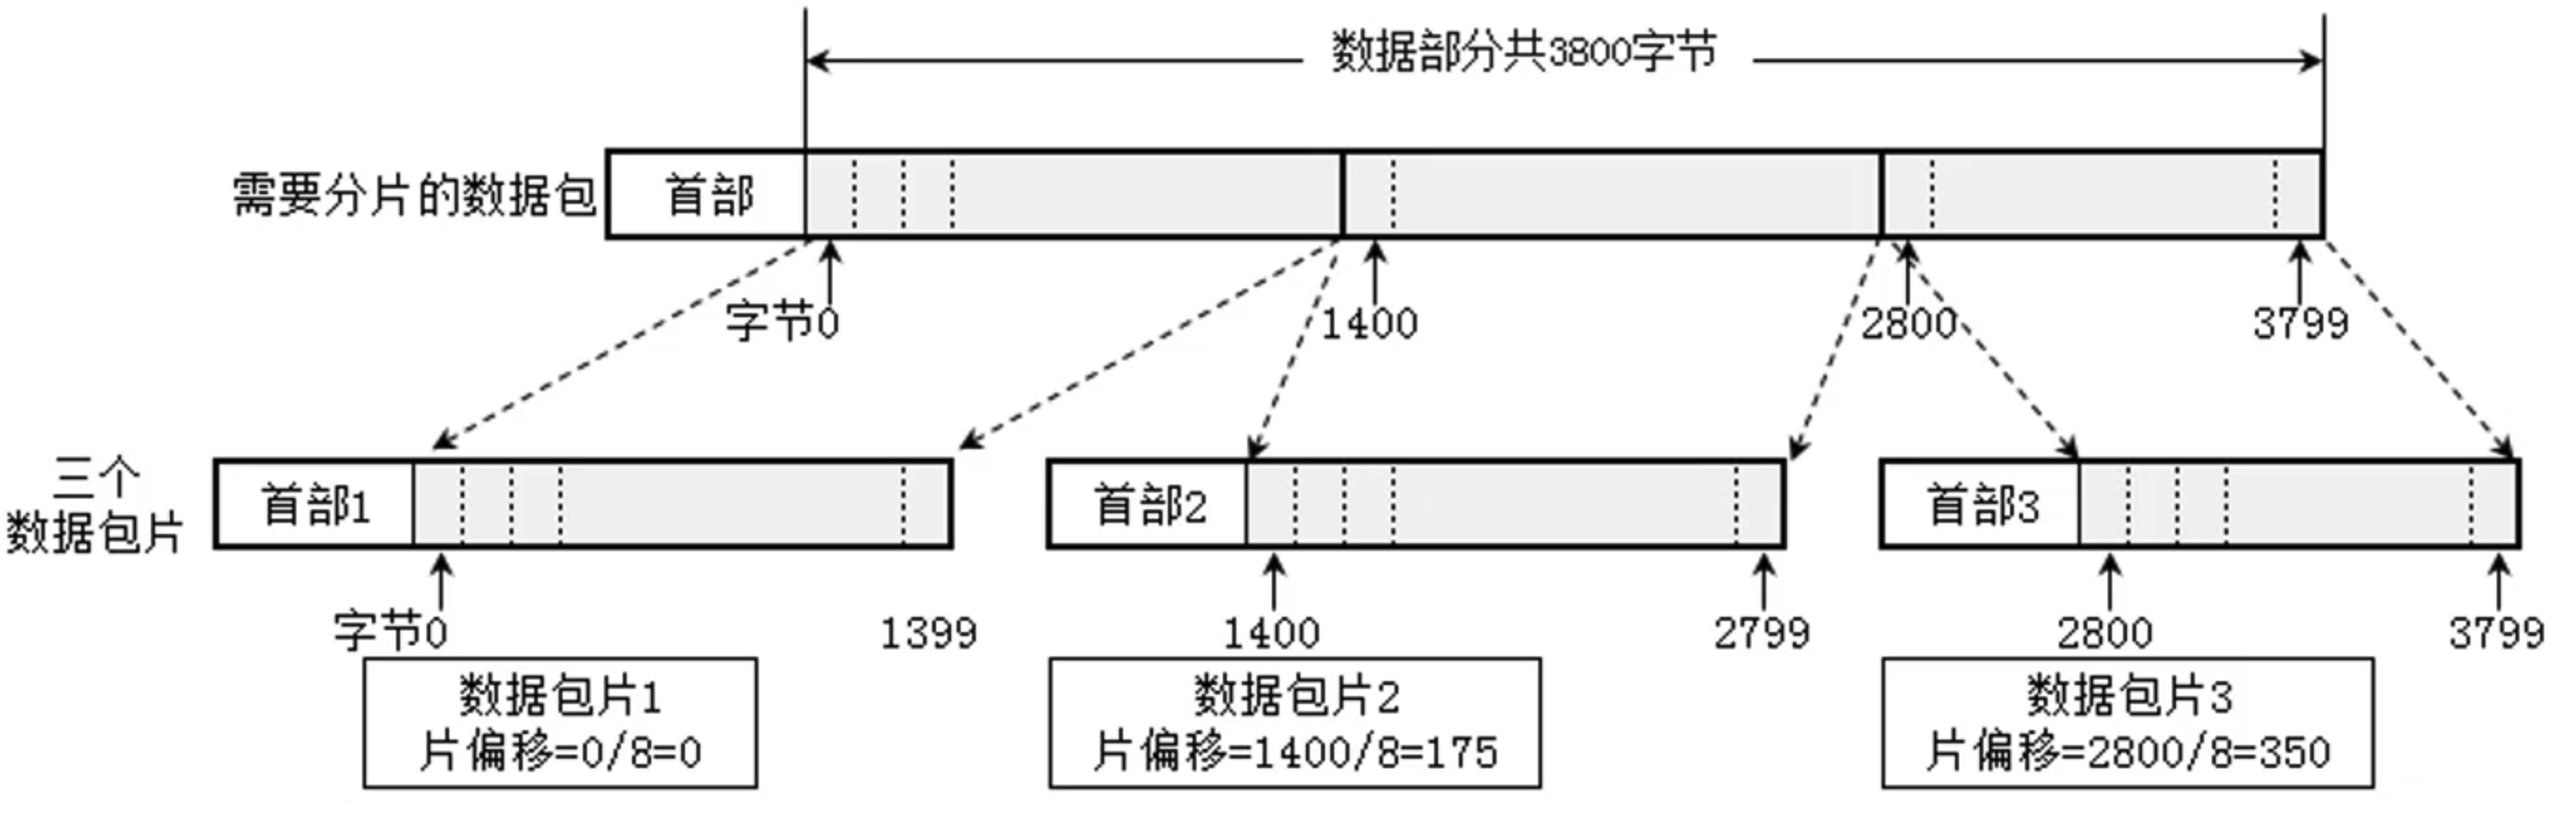 数据部分共3800字节
需要分片的数据包
首部
字节0
1400
2800
3799
三个
数据包片
首部1
首部2
首部3
字节0
1399
1400
2799
2800
3799
数据包片1
片偏移=0/8=0
数据包片2
片偏移=1400/8=175
数据包片3
片偏移=2800/8=350